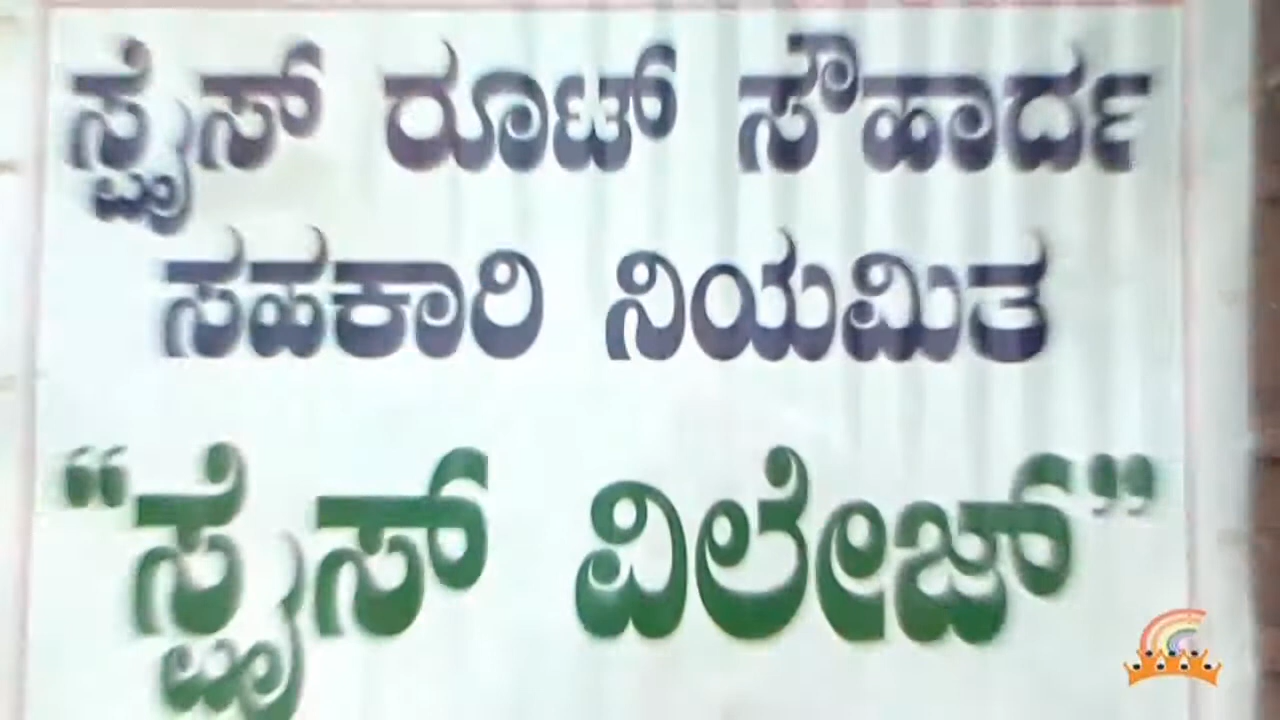 ಸ್ಪೈಸ್ ರೂಟ್ ಸೌಹಾರ್ದ
ಸಹಕಾರಿ ನಿಯಮಿತ
“ಸ್ಪೈಸ್ ವಿಲೇಜ್”